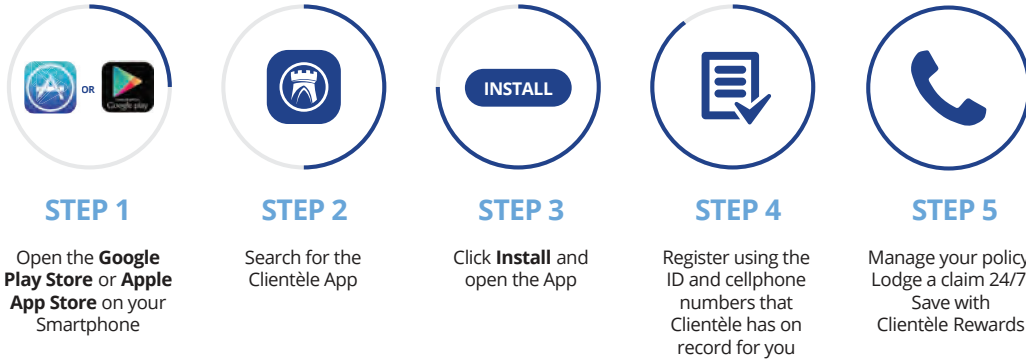 OR
Google play
INSTALL
STEP 1
Open the Google
Play Store or Apple
App Store on your
Smartphone
STEP 2
Search for the
Clientèle App
STEP 3
Click Install and
open the App
STEP 4
Register using the
ID and cellphone
numbers that
Clientèle has on
record for you
STEP 5
Manage your policy
Lodge a claim 24/7
Save with
Clientèle Rewards